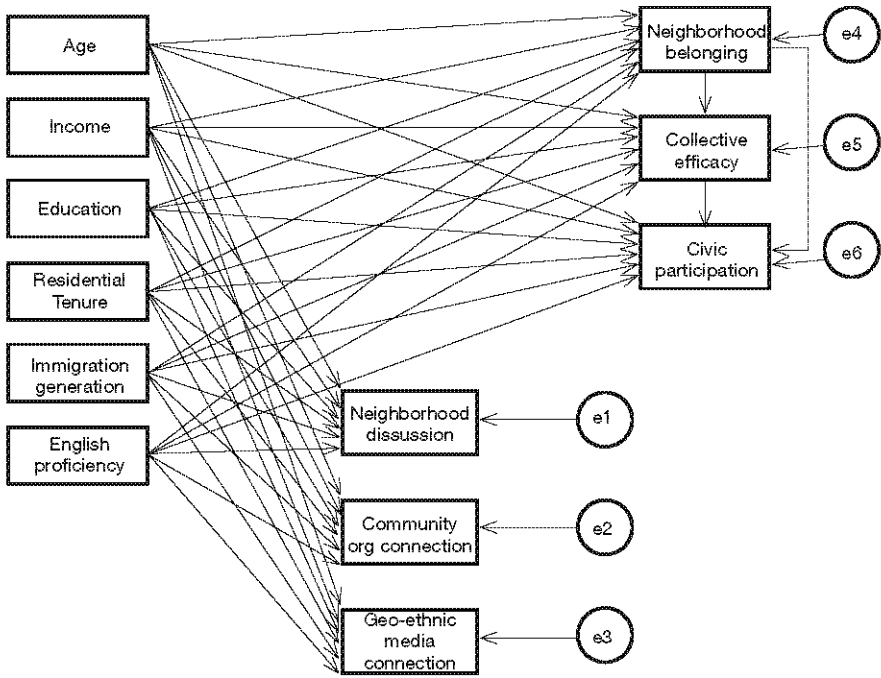 Age
Income
Education
Residential
Tenure
Immigration
generation
English
proficiency
Neighborhood
belonging
Collective
efficacy
Civic
participation
e4
e5
e6
Neighborhood
dissussion
Community
org connection
Geo-ethnic
media
connection
e1
e2
e3